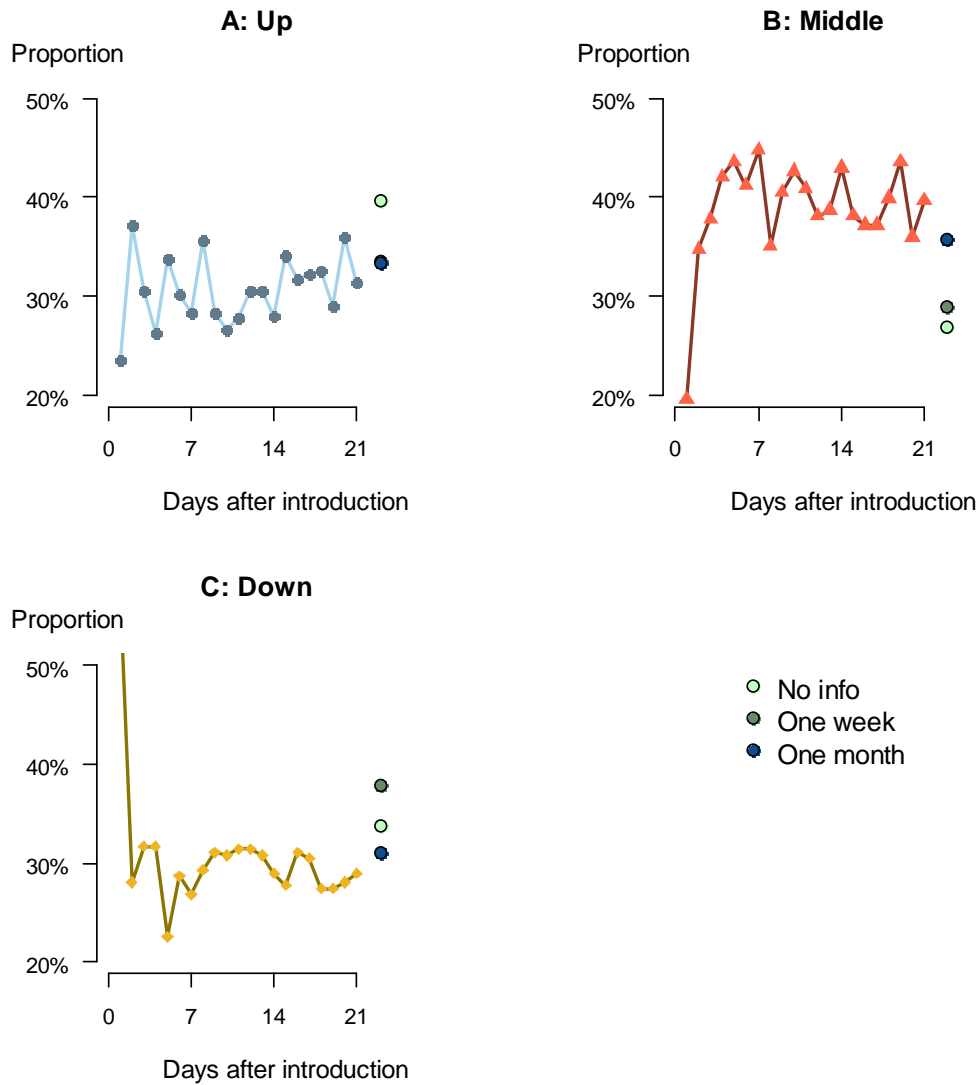 A: Up
Proportion
50%
40%
30%
20%
0 7 14 21
Days after introduction
B: Middle
Proportion
50%
40%
30%
20%
0 7 14 21
Days after introduction
C: Down
Proportion
50%
40%
30%
20%
0 7 14 21
Days after introduction
No info
One week
One month